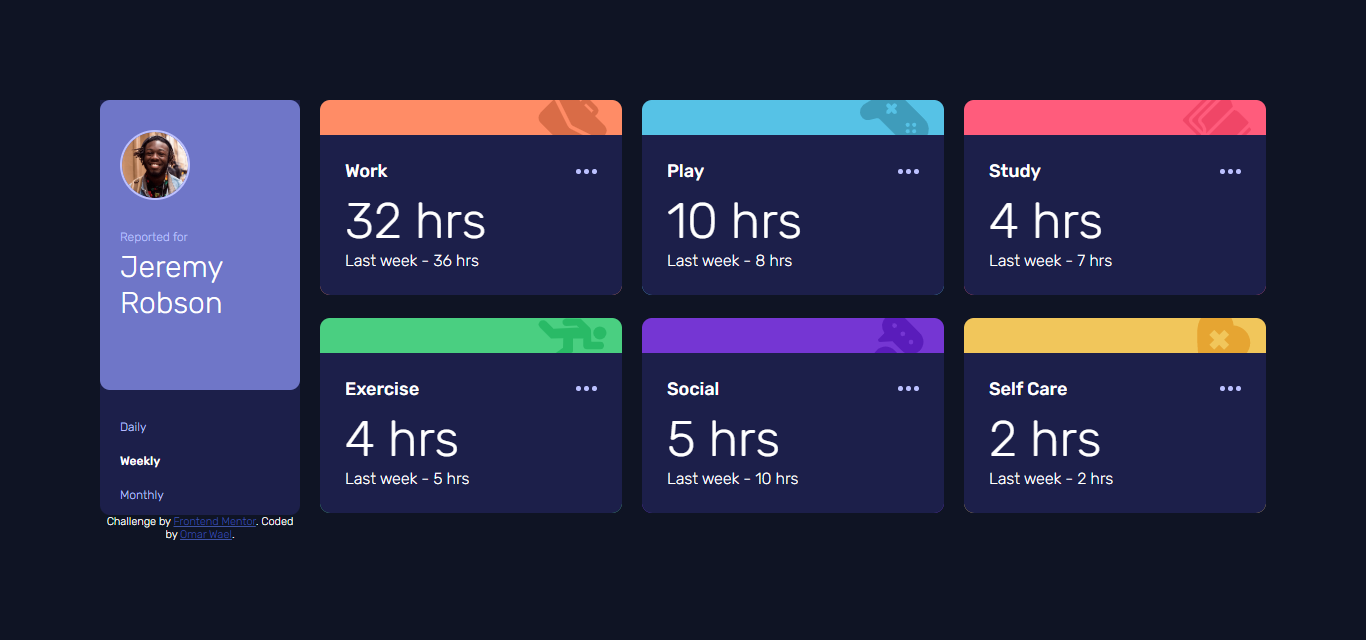 Reported for
Jeremy
Robson
Daily
Weekly
Monthly
Challenge by Frontend Mentor. Coded
by Omar Wael.
Work
32 hrs
Last week - 36 hrs
Play
10 hrs
Last week - 8 hrs
Study
4 hrs
Last week - 7 hrs
Exercise
4 hrs
Last week - 5 hrs
Social
5 hrs
Last week - 10 hrs
Self Care
2 hrs
Last week - 2 hrs